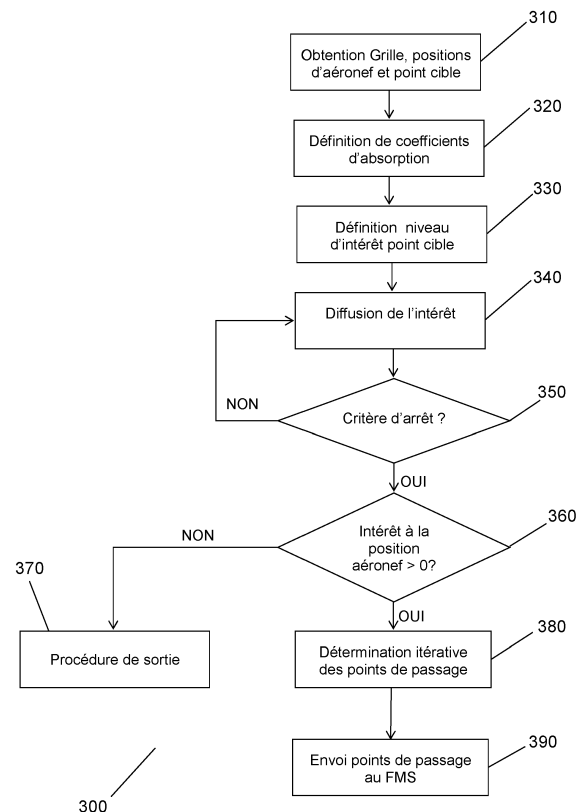 310
Obtention Grille, positions
d'aéronef et point cible
320
Définition de coefficients
d'absorption
330
Définition niveau
d'intérêt point cible
340
Diffusion de l'intérêt
350
NON
Critère d'arrêt ?
OUI
360
NON
Intérêt à la
position
aéronef > 0?
370
OUI
380
Procédure de sortie
Détermination itérative
des points de passage
390
Envoi points de passage
au FMS
300